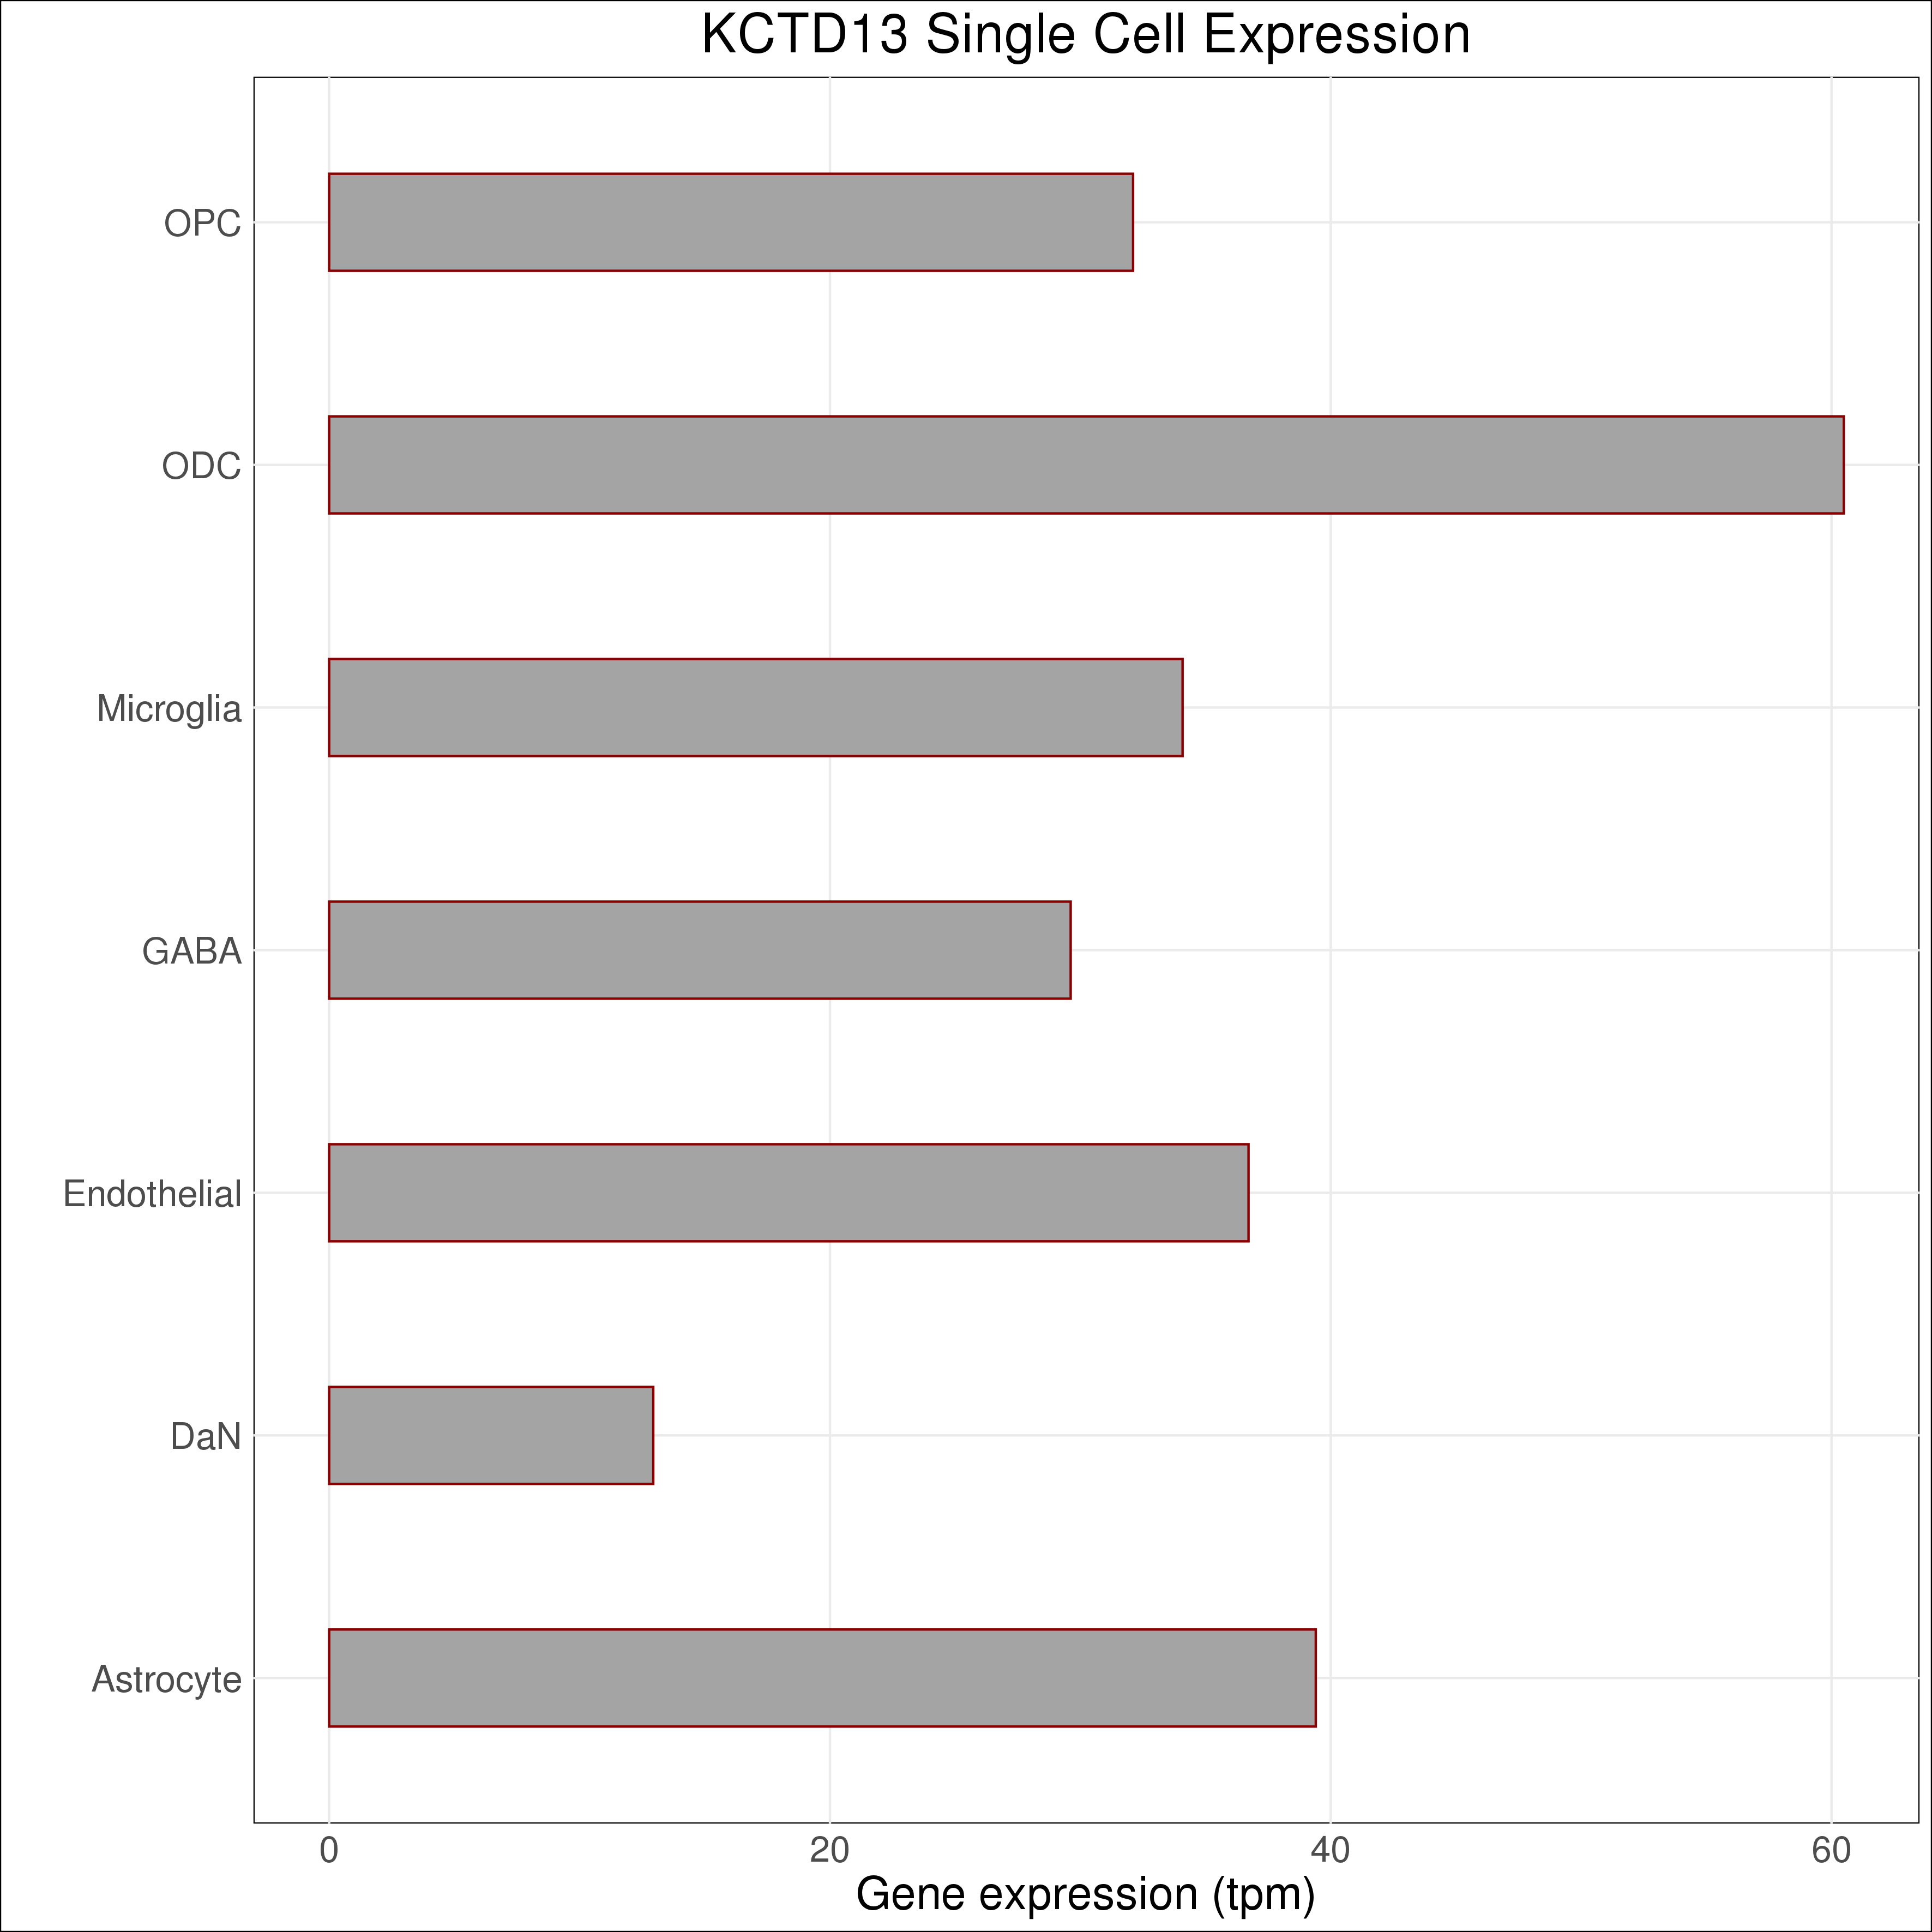 KCTD13 Single Cell Expression
OPC
ODC
Microglia
GABA
Endothelial
DaN
Astrocyte
0 20 40 60
Gene expression (tpm)